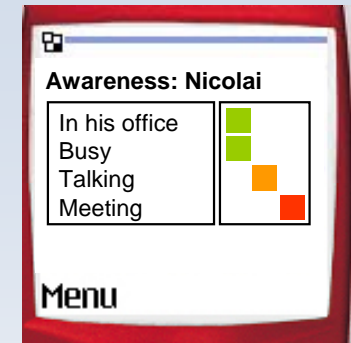 Awareness: Nicolai
In his office
Busy
Talking
Meeting
Menu